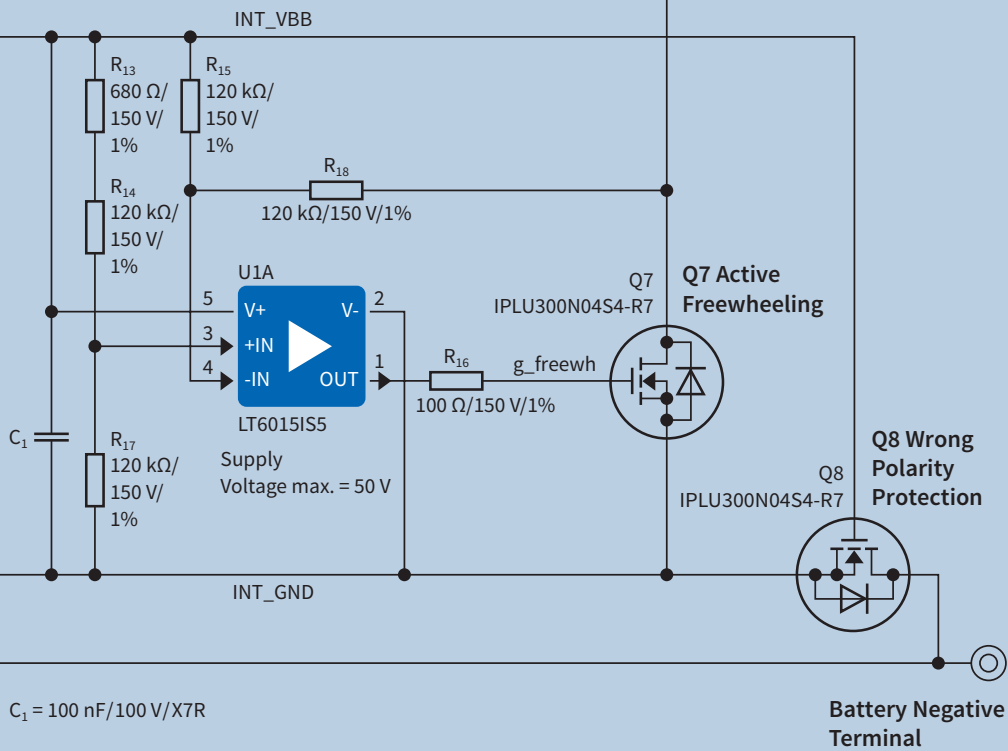 INT_VBB
R13
680 Ω/
150 V/
1%
R15
120 kΩ/
150 V/
1%
R14
120 kΩ/
150 V/
1%
R18
120 kΩ/150 V/1%
U1A
5
V+
V-
2
3
+IN
4
-IN
OUT
1
LT6015IS5
Supply
Voltage max. = 50 V
R16
100 Ω/150 V/1%
g_freewh
Q7
IPLU300N04S4-R7
Q7 Active
Freewheeling
C1
R17
120 kΩ/
150 V/
1%
Q8
IPLU300N04S4-R7
Q8 Wrong
Polarity
Protection
INT_GND
C1 = 100 nF/100 V/X7R
Battery Negative
Terminal